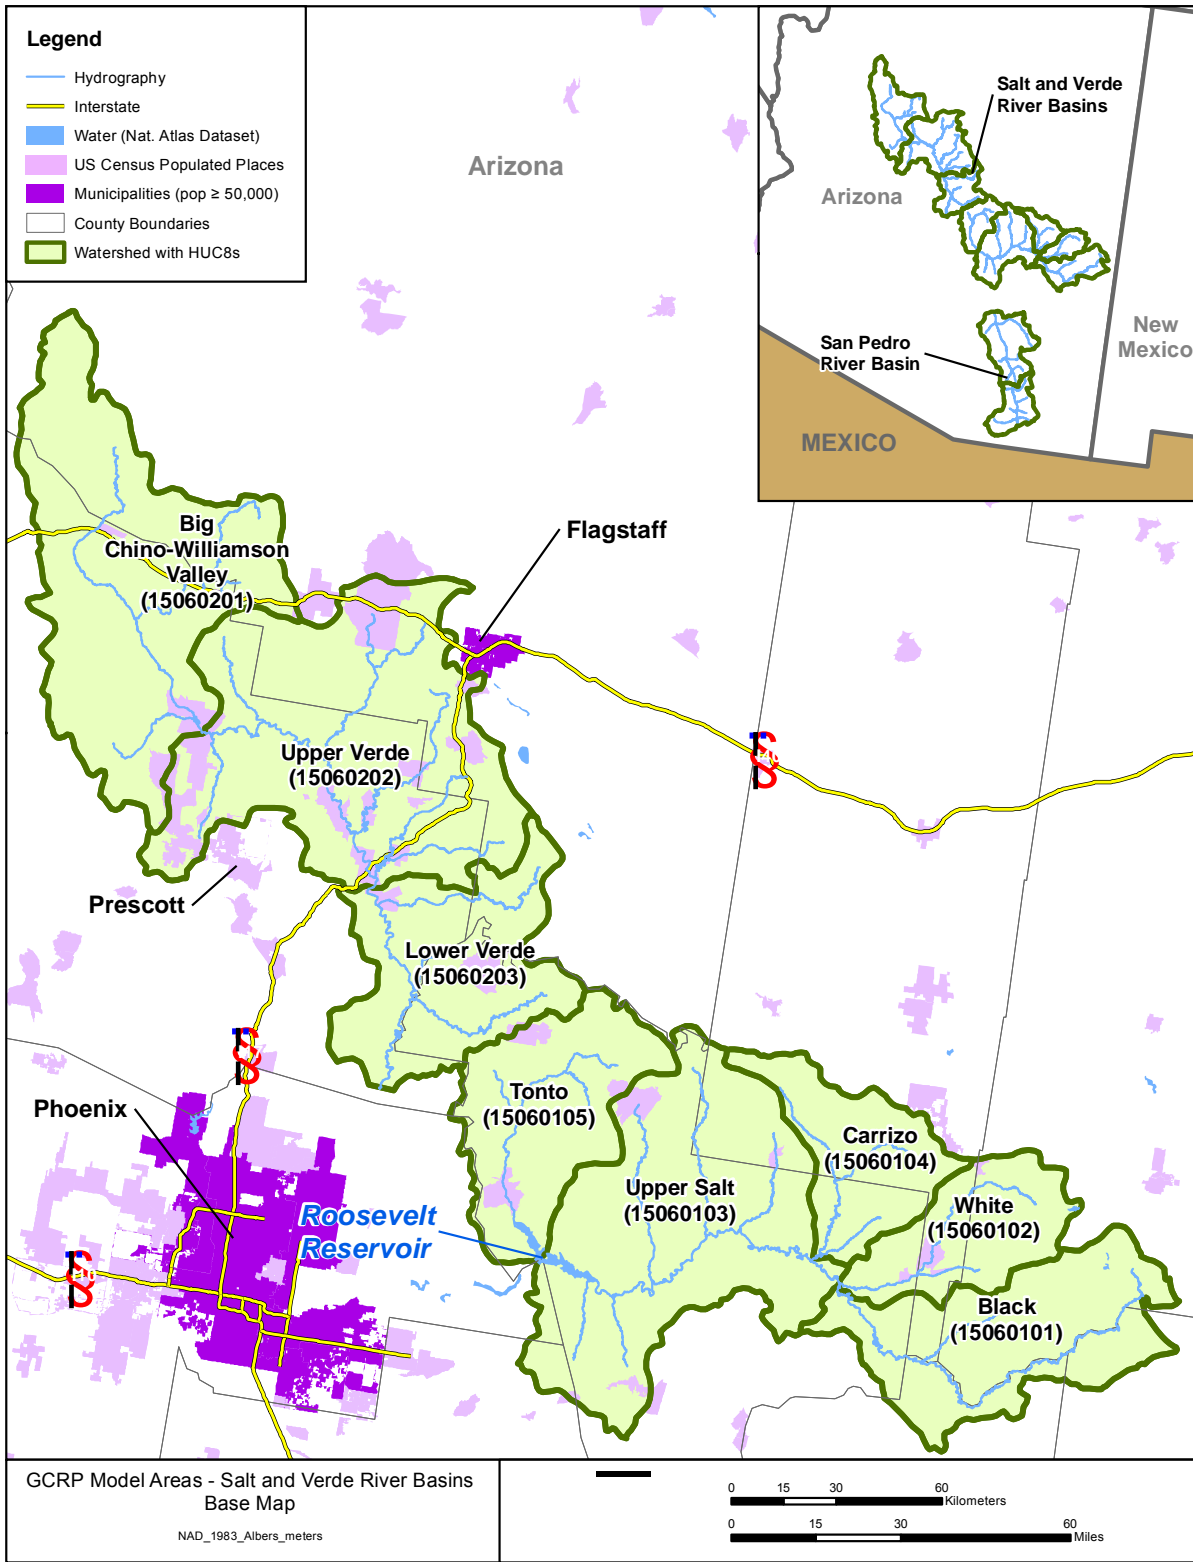 Legend
Hydrography
Interstate
Water (Nat. Atlas Dataset)
US Census Populated Places
Municipalities (pop ≥ 50,000)
County Boundaries
Watershed with HUC8s
Arizona
Salt and Verde
River Basins
Arizona
San Pedro
River Basin
New
Mexico
MEXICO
Big
Chino-Williamson
Valley
(15060201)
Flagstaff
Upper Verde
(15060202)
Prescott
Lower Verde
(15060203)
Phoenix
Tonto
(15060105)
Carrizo
(15060104)
Upper Salt
(15060103)
White
(15060102)
Roosevelt
Reservoir
Black
(15060101)
GCRP Model Areas - Salt and Verde River Basins
Base Map
NAD_1983_Albers_meters
0 15 30 60
Kilometers
0 15 30 60
Miles